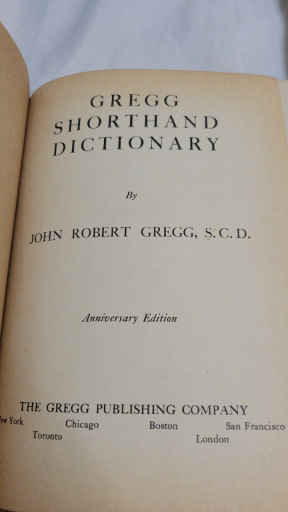 GREGG
SHORTHAND
DICTIONARY
By
JOHN ROBERT GREGG, S.C.D.
Anniversary Edition
THE GREGG PUBLISHING COMPANY
New York Chicago Boston San Francisco
Toronto London